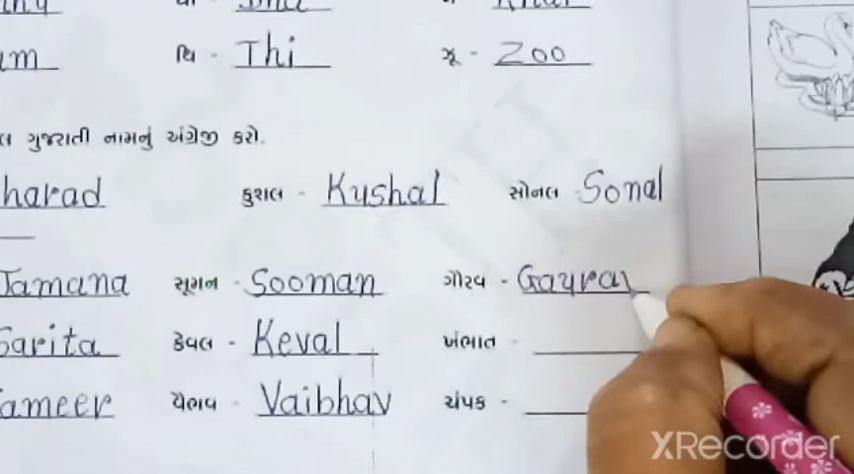 થિ - Thi ઝૂ - Zoo
ગુજરાતી નામનું અંગ્રેજી કરો.
harad કુશલ - Kushal સોનલ - Sonal
Jamana સૂગન - Sooman ગૌરવ - Gaurav
Sarita કેવલ - Keval ખંભાત -
ameer વૈભવ - Vaibhav ચંપક -
XRecorder